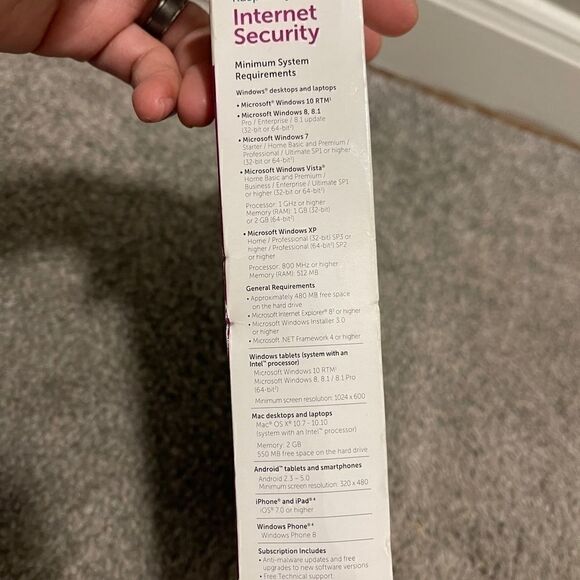 Internet
Security
Minimum System
Requirements
Windows® desktops and laptops
• Microsoft® Windows 10 RTM¹
• Microsoft Windows 8, 8.1
Pro / Enterprise / 8.1 update
(32-bit or 64-bit²)
• Microsoft Windows 7
Starter / Home Basic and Premium /
Professional / Ultimate SP1 or higher
(32-bit or 64-bit²)
• Microsoft Windows Vista®
Home Basic and Premium /
Business / Enterprise / Ultimate SP1
or higher (32-bit or 64-bit²)
Processor: 1 GHz or higher
Memory (RAM): 1 GB (32-bit)
or 2 GB (64-bit²)
• Microsoft Windows XP
Home / Professional (32-bit) SP3 or
higher / Professional (64-bit²) SP2
or higher
Processor: 800 MHz or higher
Memory (RAM): 512 MB
General Requirements
• Approximately 480 MB free space
on the hard drive
• Microsoft Internet Explorer® 8³ or higher
• Microsoft Windows Installer 3.0
or higher
• Microsoft .NET Framework 4 or higher
Windows tablets (system with an
Intel™ processor)
Microsoft Windows 10 RTM¹
Microsoft Windows 8, 8.1 / 8.1 Pro
(64-bit²)
Minimum screen resolution: 1024 x 600
Mac desktops and laptops
Mac® OS X® 10.7 - 10.10
(system with an Intel™ processor)
Memory: 2 GB
550 MB free space on the hard drive
Android™ tablets and smartphones
Android 2.3 – 5.0
Minimum screen resolution: 320 x 480
iPhone® and iPad®⁴
iOS® 7.0 or higher
Windows Phone®⁴
Windows Phone 8
Subscription Includes
• Anti-malware updates and free
upgrades to new software versions
• Free Technical support